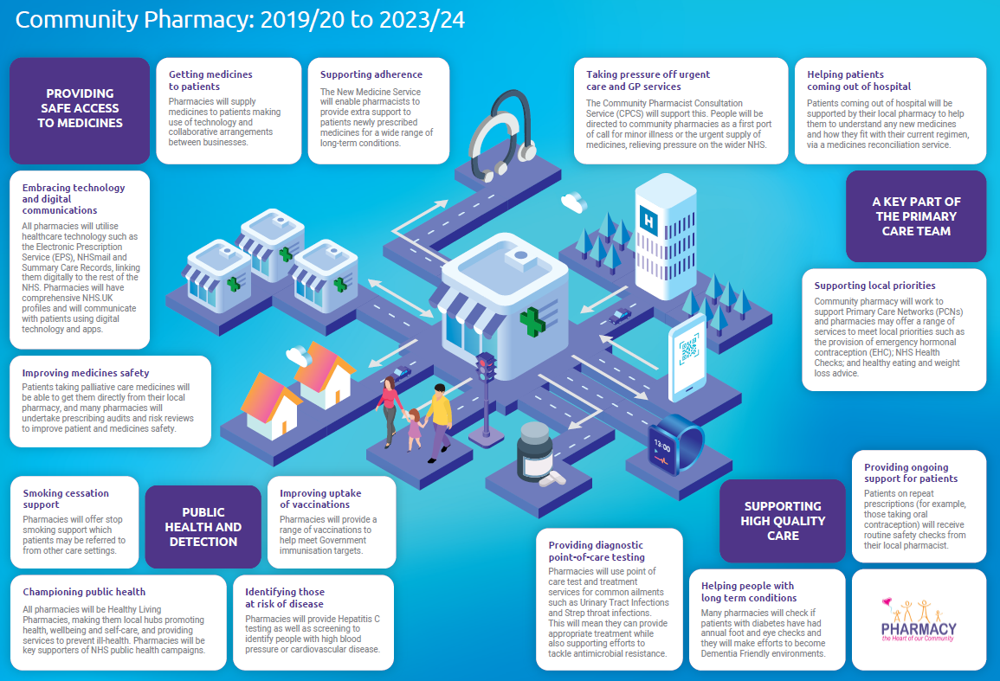 Community Pharmacy: 2019/20 to 2023/24
PROVIDING
SAFE ACCESS
TO MEDICINES
Getting medicines
to patients
Pharmacies will supply
medicines to patients making
use of technology and
collaborative arrangements
between businesses.
Supporting adherence
The New Medicine Service
will enable pharmacists to
provide extra support to
patients newly prescribed
medicines for a wide range of
long-term conditions.
Embracing technology
and digital
communications
All pharmacies will utilise
healthcare technology such as
the Electronic Prescription
Service (EPS), NHSmail and
Summary Care Records, linking
them digitally to the rest of the
NHS. Pharmacies will have
comprehensive NHS.UK
profiles and will communicate
with patients using digital
technology and apps.
Improving medicines safety
Patients taking palliative care medicines will
be able to get them directly from their local
pharmacy, and many pharmacies will
undertake prescribing audits and risk reviews
to improve patient and medicines safety.
Taking pressure off urgent
care and GP services
The Community Pharmacist Consultation
Service (CPCS) will support this. People will be
directed to community pharmacies as a first port
of call for minor illness or the urgent supply of
medicines, relieving pressure on the wider NHS.
Helping patients
coming out of hospital
Patients coming out of hospital will be
supported by their local pharmacy to help
them to understand any new medicines
and how they fit with their current regimen,
via a medicines reconciliation service.
A KEY PART OF
THE PRIMARY
CARE TEAM
Supporting local priorities
Community pharmacy will work to
support Primary Care Networks (PCNs)
and pharmacies may offer a range of
services to meet local priorities such as
the provision of emergency hormonal
contraception (EHC); NHS Health
Checks; and healthy eating and weight
loss advice.
H
13:00
Smoking cessation
support
Pharmacies will offer stop
smoking support which
patients may be referred to
from other care settings.
PUBLIC
HEALTH AND
DETECTION
Improving uptake
of vaccinations
Pharmacies will provide a
range of vaccinations to
help meet Government
immunisation targets.
Championing public health
All pharmacies will be Healthy Living
Pharmacies, making them local hubs promoting
health, wellbeing and self-care, and providing
services to prevent ill-health. Pharmacies will be
key supporters of NHS public health campaigns.
Identifying those
at risk of disease
Pharmacies will provide Hepatitis C
testing as well as screening to
identify people with high blood
pressure or cardiovascular disease.
Providing diagnostic
point-of-care testing
Pharmacies will use point of
care test and treatment
services for common ailments
such as Urinary Tract Infections
and Strep throat infections.
This will mean they can provide
appropriate treatment while
also supporting efforts to
tackle antimicrobial resistance.
SUPPORTING
HIGH QUALITY
CARE
Providing ongoing
support for patients
Patients on repeat
prescriptions (for example,
those taking oral
contraception) will receive
routine safety checks from
their local pharmacist.
Helping people with
long term conditions
Many pharmacies will check if
patients with diabetes have had
annual foot and eye checks and
they will make efforts to become
Dementia Friendly environments.
PHARMACY
the Heart of our Community